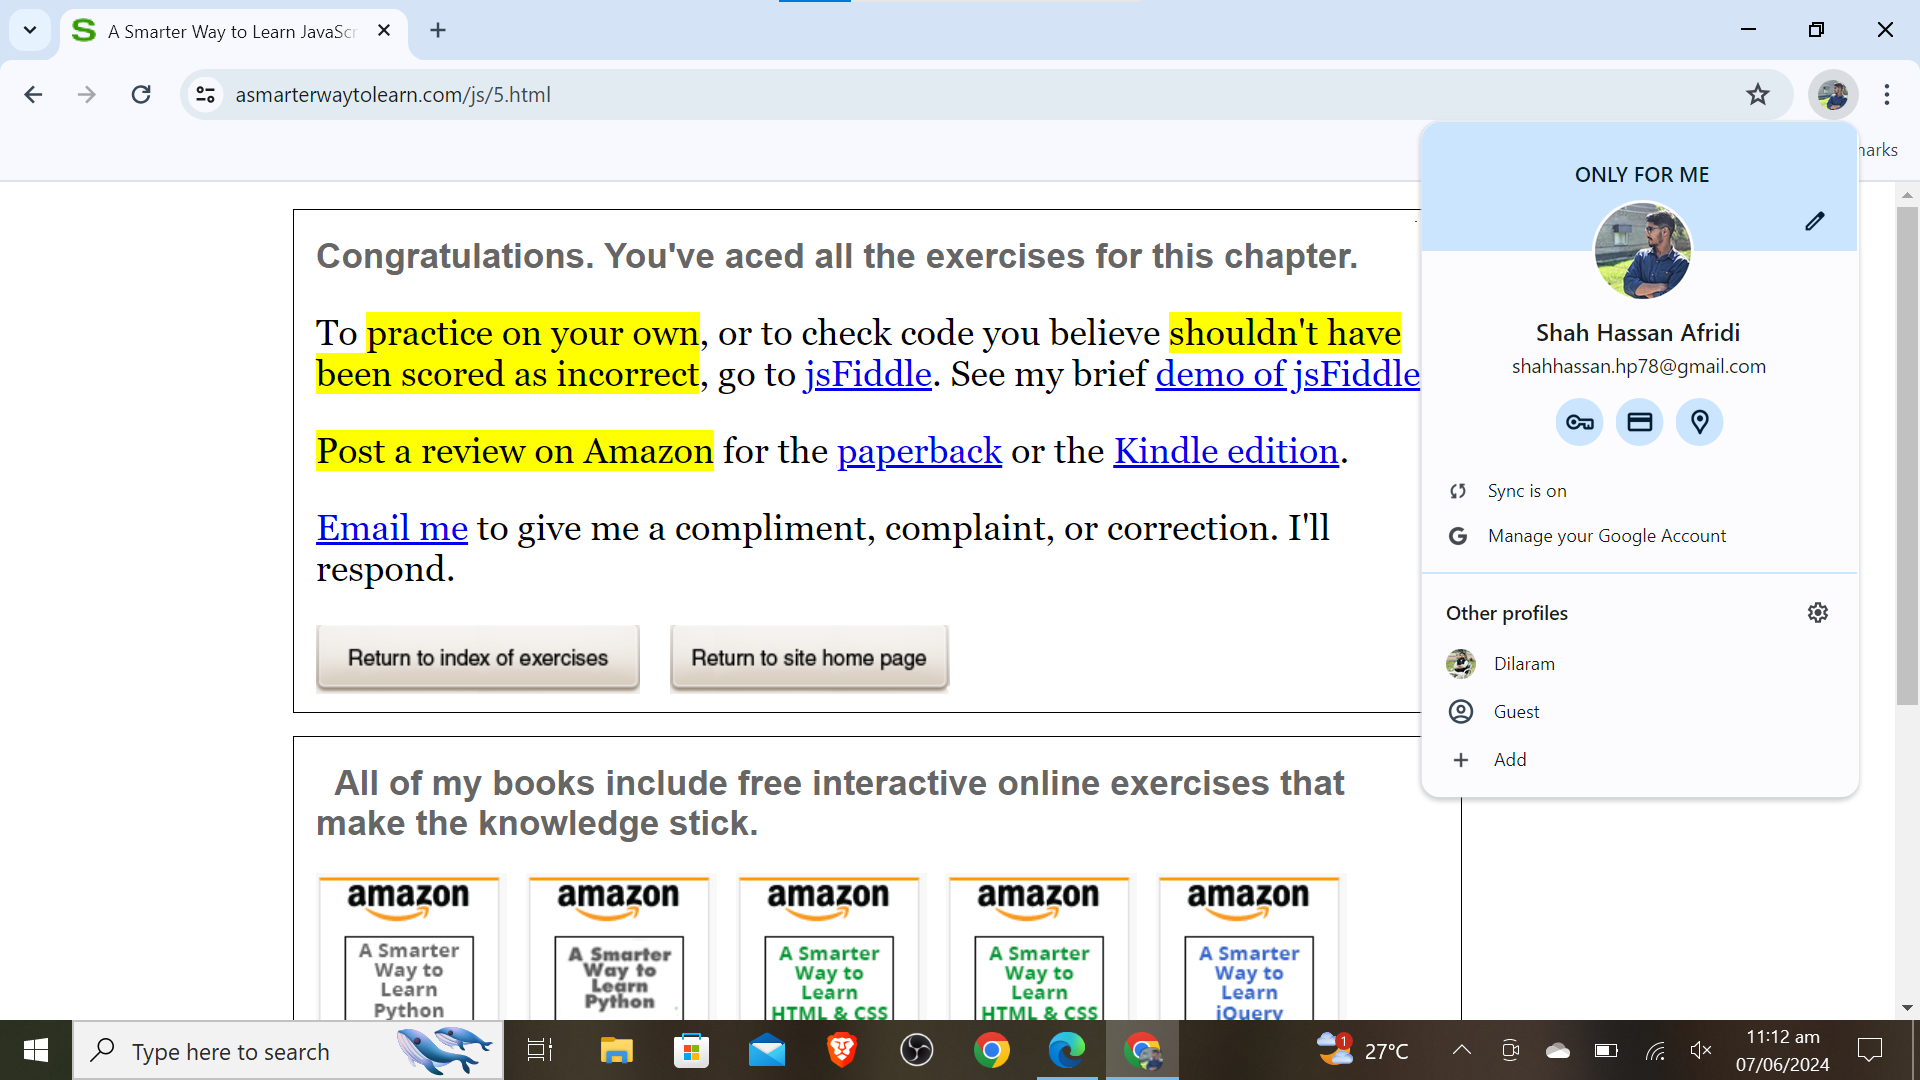 A Smarter Way to Learn JavaScr
asmarterwaytolearn.com/js/5.html
marks
ONLY FOR ME
Shah Hassan Afridi
shahhassan.hp78@gmail.com
Sync is on
Manage your Google Account
Other profiles
Dilaram
Guest
Add
Congratulations. You've aced all the exercises for this chapter.
To practice on your own, or to check code you believe shouldn't have
been scored as incorrect, go to jsFiddle. See my brief demo of jsFiddle
Post a review on Amazon for the paperback or the Kindle edition.
Email me to give me a compliment, complaint, or correction. I'll
respond.
Return to index of exercises
Return to site home page
All of my books include free interactive online exercises that
make the knowledge stick.
amazon
A Smarter
Way to
Learn
Python
amazon
A Smarter
Way to
Learn
Python
amazon
A Smarter
Way to
Learn
HTML & CSS
amazon
A Smarter
Way to
Learn
HTML & CSS
amazon
A Smarter
Way to
Learn
jQuery
Type here to search
1
27°C
11:12 am
07/06/2024